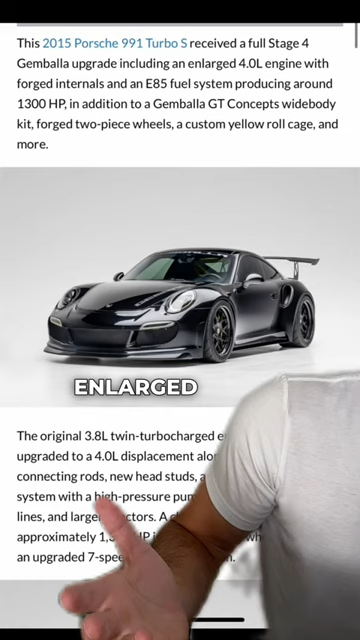 This 2015 Porsche 991 Turbo S received a full Stage 4
Gemballa upgrade including an enlarged 4.0L engine with
forged internals and an E85 fuel system producing around
1300 HP, in addition to a Gemballa GT Concepts widebody
kit, forged two-piece wheels, a custom yellow roll cage, and
more.
ENLARGED
The original 3.8L twin-turbocharged
upgraded to a 4.0L displacement
connecting rods, new head studs,
system with a high-pressure
lines, and larger
approximately
an upgraded